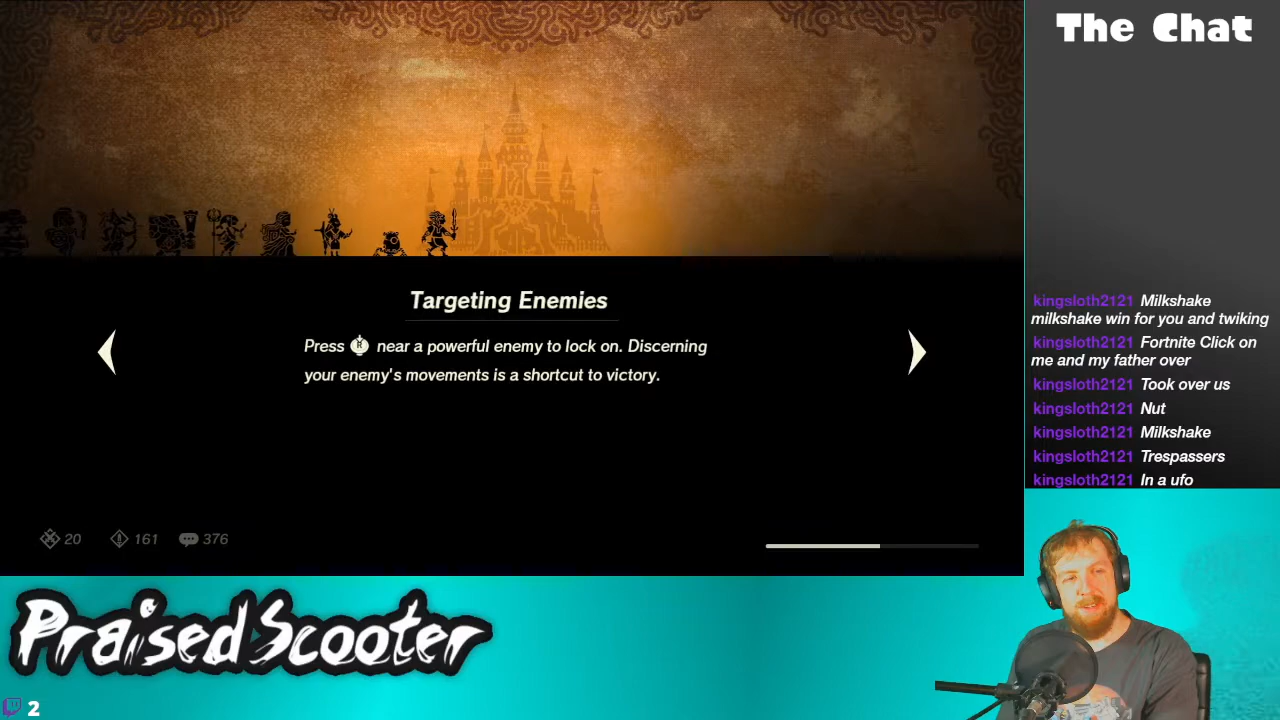 The Chat
Targeting Enemies
Press R near a powerful enemy to lock on. Discerning
your enemy's movements is a shortcut to victory.
20 161 376
kingsloth2121 Milkshake
milkshake win for you and twiking
kingsloth2121 Fortnite Click on
me and my father over
kingsloth2121 Took over us
kingsloth2121 Nut
kingsloth2121 Milkshake
kingsloth2121 Trespassers
kingsloth2121 In a ufo
PraisedScooter
2